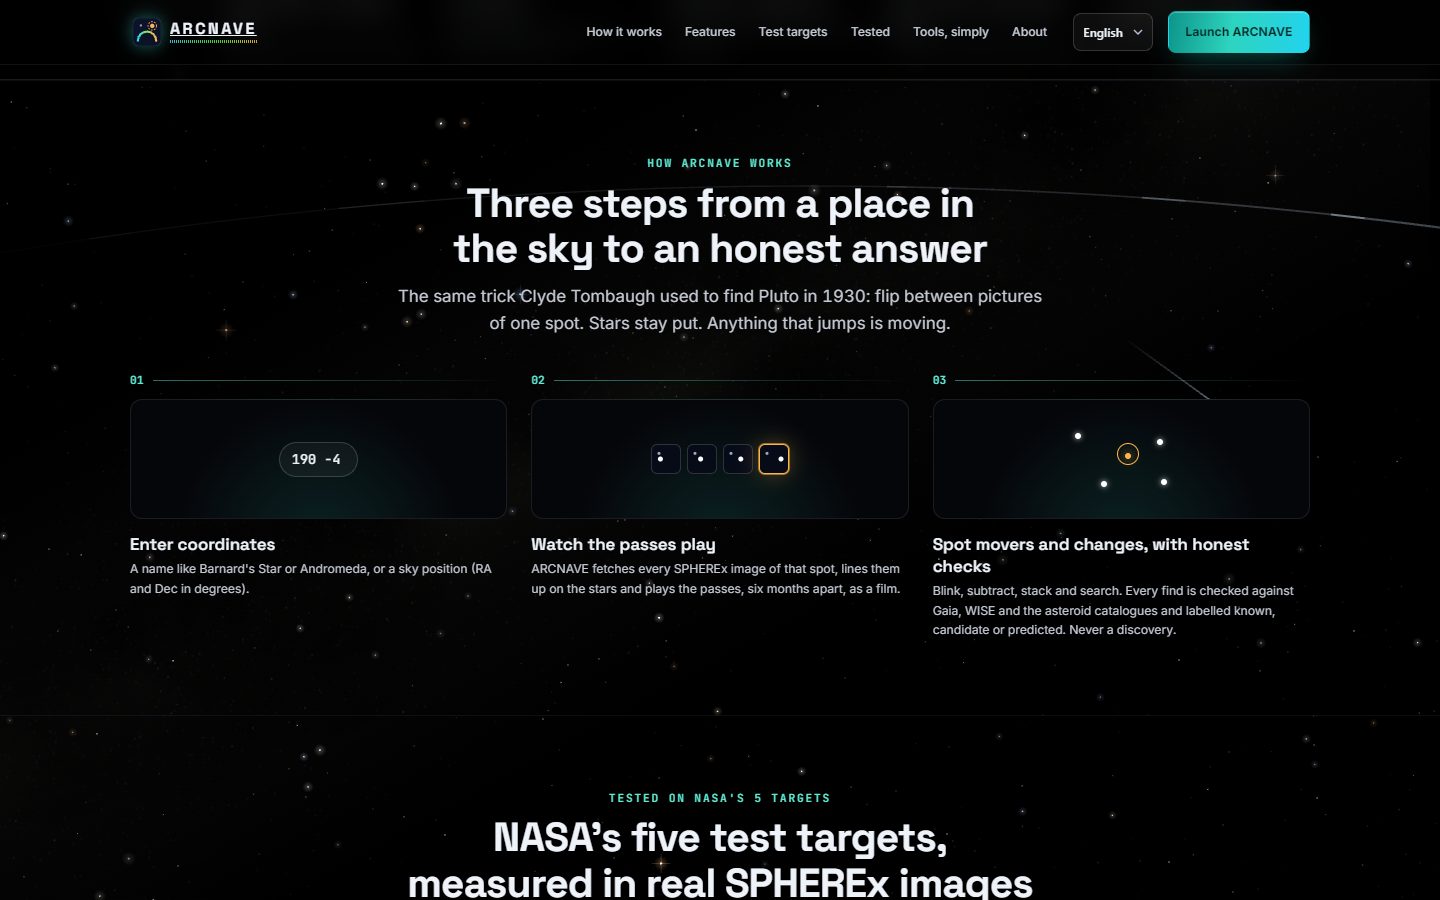 ARCNAVE
How it works
Features
Test targets
Tested
Tools, simply
About
English
Launch ARCNAVE
HOW ARCNAVE WORKS
Three steps from a place in
the sky to an honest answer
The same trick Clyde Tombaugh used to find Pluto in 1930: flip between pictures
of one spot. Stars stay put. Anything that jumps is moving.
01
190 -4
Enter coordinates
A name like Barnard's Star or Andromeda, or a sky position (RA
and Dec in degrees).
02
Watch the passes play
ARCNAVE fetches every SPHEREx image of that spot, lines them
up on the stars and plays the passes, six months apart, as a film.
03
Spot movers and changes, with honest
checks
Blink, subtract, stack and search. Every find is checked against
Gaia, WISE and the asteroid catalogues and labelled known,
candidate or predicted. Never a discovery.
TESTED ON NASA'S 5 TARGETS
NASA’s five test targets,
measured in real SPHEREx images